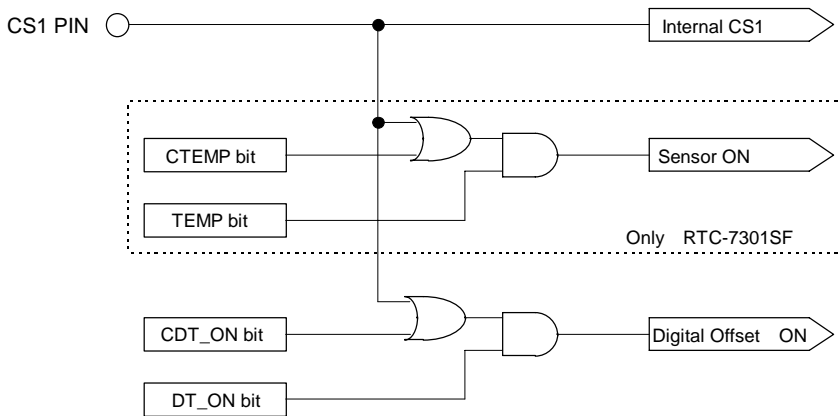 CS1 PIN
Internal CS1
CTEMP bit
Sensor ON
TEMP bit
Only RTC-7301SF
CDT_ON bit
Digital Offset ON
DT_ON bit